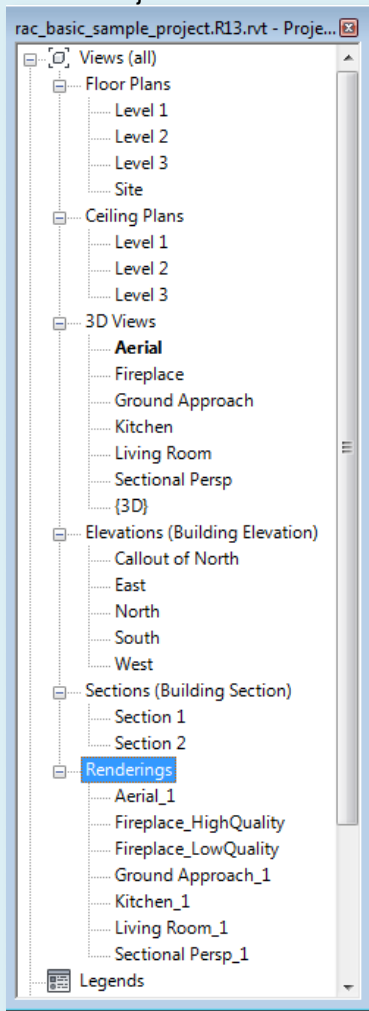 rac_basic_sample_project.R13.rvt - Proje...
Views (all)
Floor Plans
Level 1
Level 2
Level 3
Site
Ceiling Plans
Level 1
Level 2
Level 3
3D Views
Aerial
Fireplace
Ground Approach
Kitchen
Living Room
Sectional Persp
{3D}
Elevations (Building Elevation)
Callout of North
East
North
South
West
Sections (Building Section)
Section 1
Section 2
Renderings
Aerial_1
Fireplace_HighQuality
Fireplace_LowQuality
Ground Approach_1
Kitchen_1
Living Room_1
Sectional Persp_1
Legends